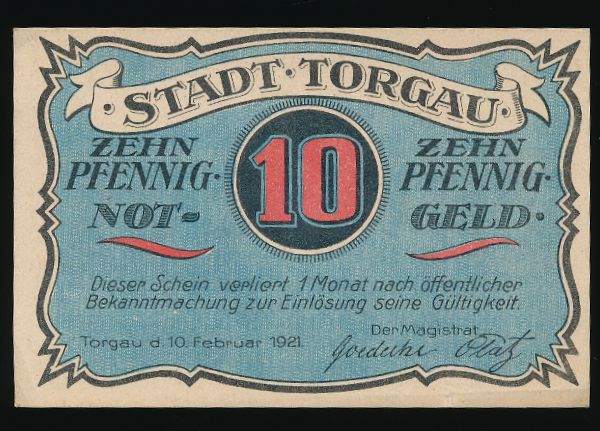 STADT · TORGAU ·
ZEHN PFENNIG · NOT-
10
ZEHN PFENNIG · GELD ·
Dieser Schein verliert 1 Monat nach öffentlicher
Bekanntmachung zur Einlösung seine Gültigkeit.
Der Magistrat
Torgau d. 10. Februar 1921.